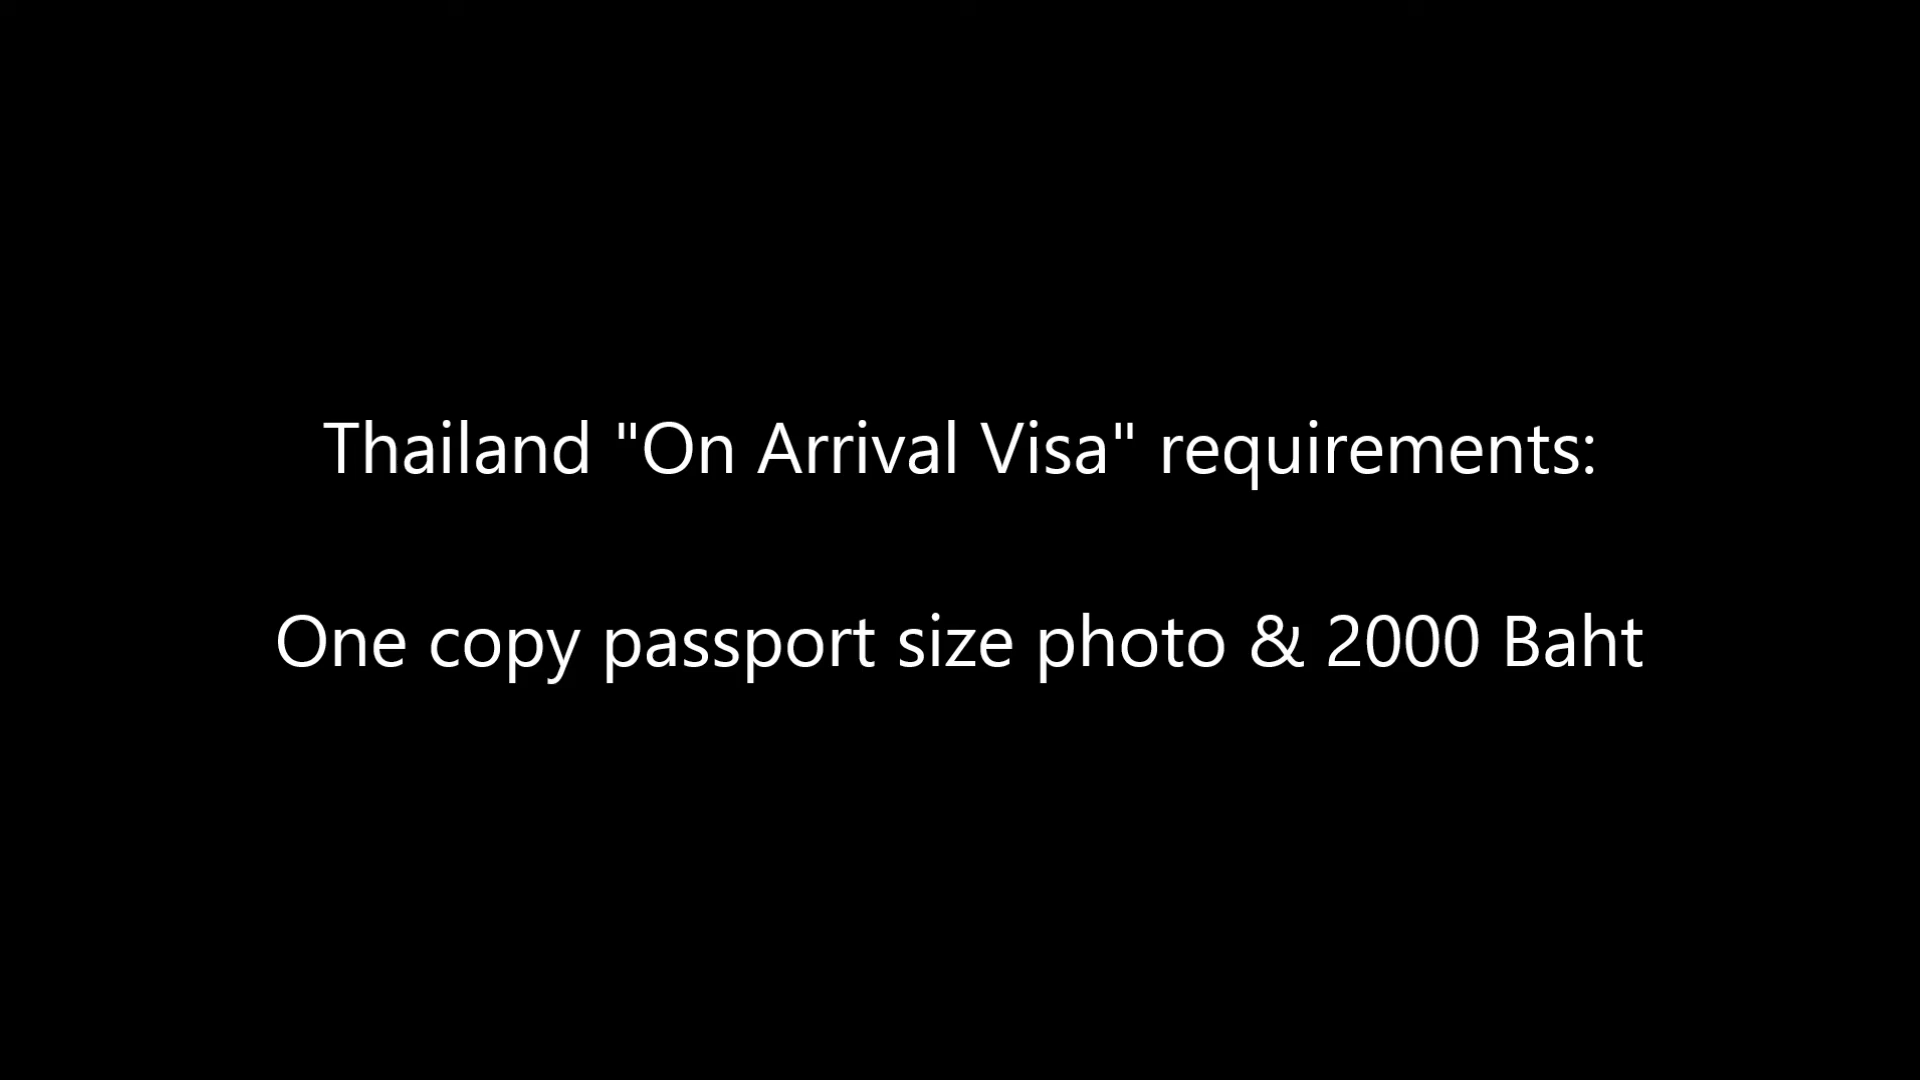 Thailand "On Arrival Visa" requirements:
One copy passport size photo & 2000 Baht